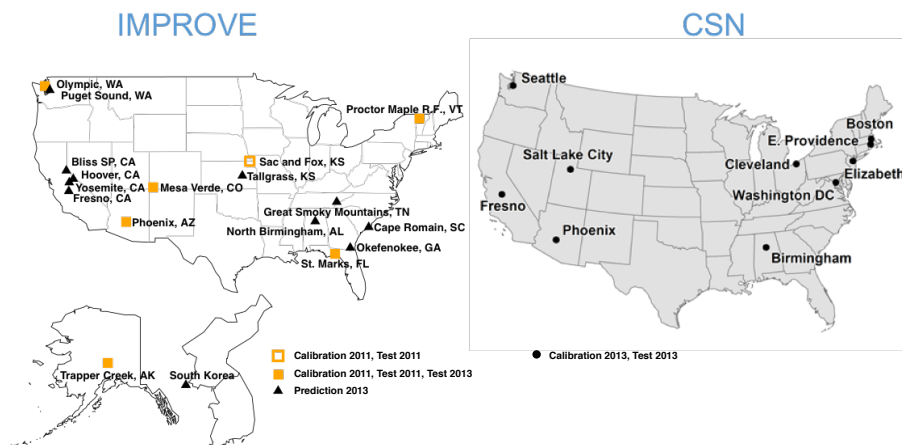 IMPROVE
CSN
Olympic, WA
Puget Sound, WA
Proctor Maple R.F., VT
Bliss SP, CA
Hoover, CA
Yosemite, CA
Fresno, CA
Sac and Fox, KS
Tallgrass, KS
Mesa Verde, CO
Phoenix, AZ
Great Smoky Mountains, TN
North Birmingham, AL
Cape Romain, SC
Okefenokee, GA
St. Marks, FL
Trapper Creek, AK
South Korea
Calibration 2011, Test 2011
Calibration 2011, Test 2011, Test 2013
Prediction 2013
Seattle
Boston
E. Providence
Salt Lake City
Cleveland
Elizabeth
Washington DC
Fresno
Phoenix
Birmingham
Calibration 2013, Test 2013